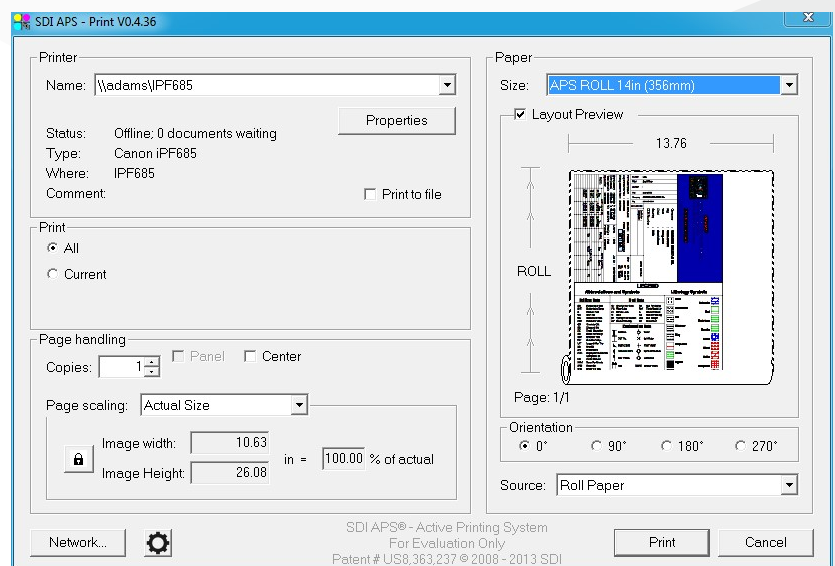 SDI APS - Print V0.4.36
Printer
Name: \\adams\IPF685
Properties
Status: Offline; 0 documents waiting
Type: Canon iPF685
Where: IPF685
Comment:
Print to file
Print
All
Current
Page handling
Copies: 1
Panel
Center
Page scaling: Actual Size
Image width: 10.63
in = 100.00 % of actual
Image Height: 26.08
Network...
Paper
Size: APS ROLL 14in (356mm)
Layout Preview
13.76
ROLL
LEGEND
Abbreviations and Symbols
Lithology Symbols
Page: 1/1
Orientation
0° 90° 180° 270°
Source: Roll Paper
SDI APS® - Active Printing System
For Evaluation Only
Patent # US8,363,237 © 2008 - 2013 SDI
Print
Cancel